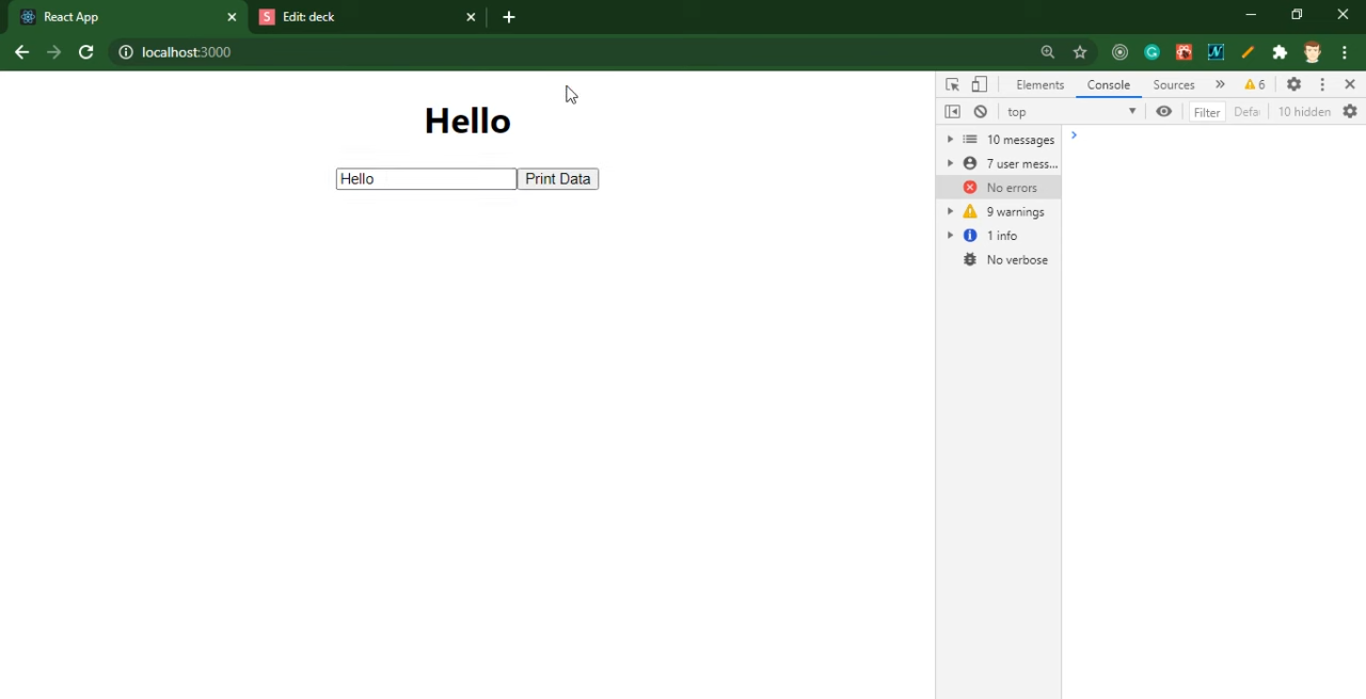 React App
Edit: deck
localhost:3000
Elements Console Sources 6
top Filter Defa 10 hidden
Hello
Hello Print Data
10 messages
7 user mess...
No errors
9 warnings
1 info
No verbose